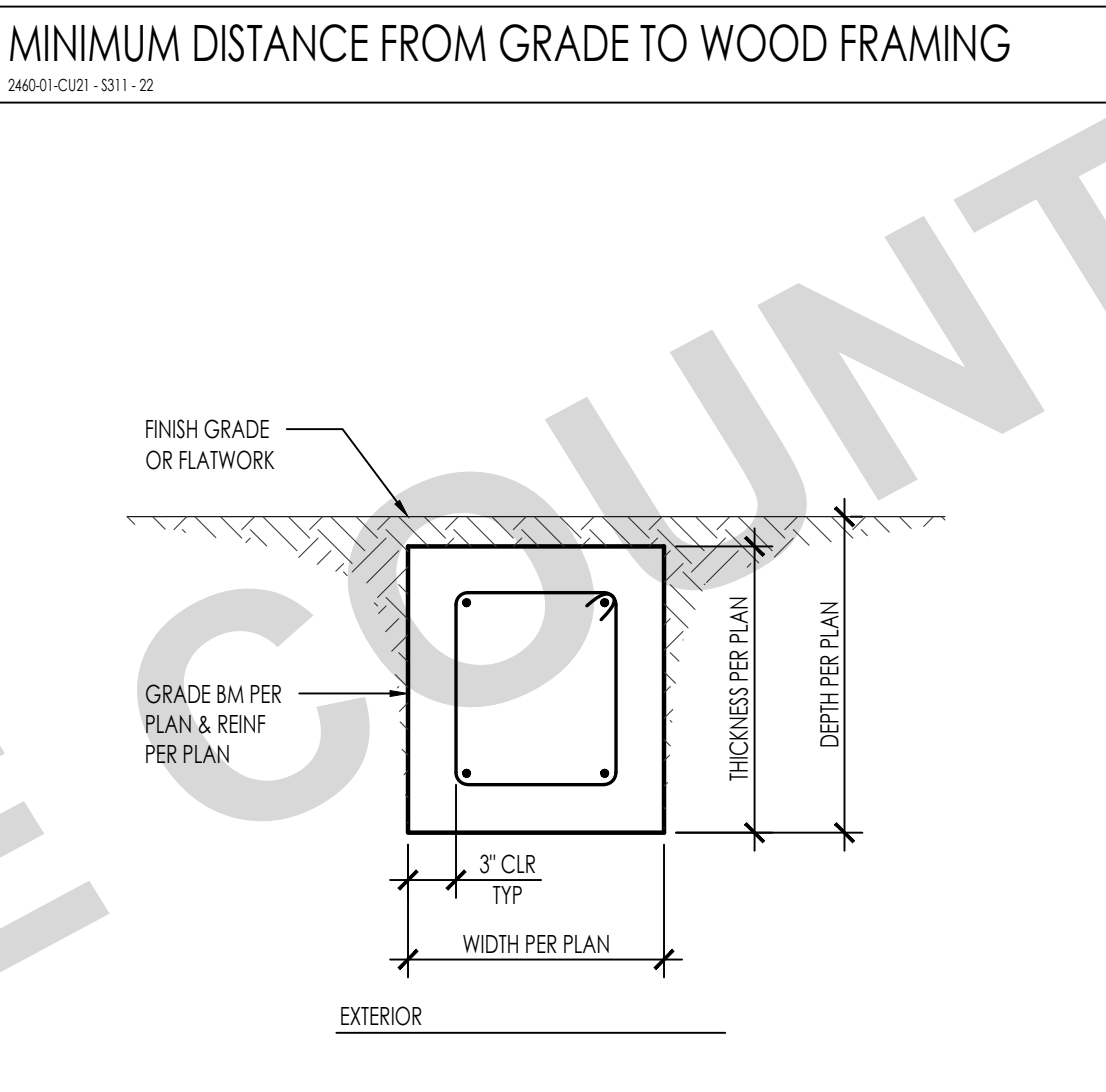 MINIMUM DISTANCE FROM GRADE TO WOOD FRAMING
2460-01-CU21 - S311 - 22
FINISH GRADE
OR FLATWORK
GRADE BM PER
PLAN & REINF
PER PLAN
THICKNESS PER PLAN
DEPTH PER PLAN
3" CLR
TYP
WIDTH PER PLAN
EXTERIOR
E COUNT